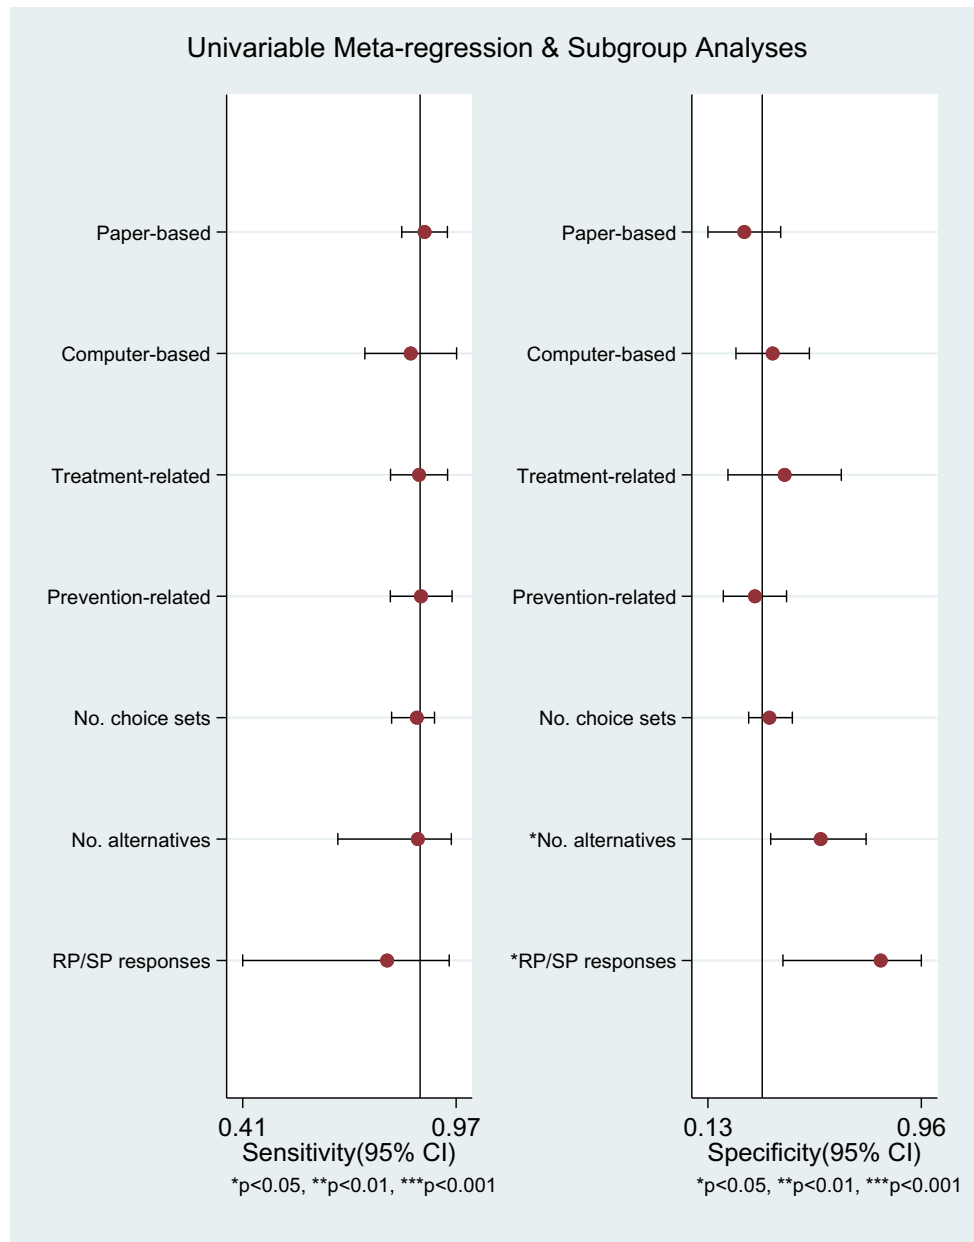 Univariable Meta-regression & Subgroup Analyses
Paper-based
Computer-based
Treatment-related
Prevention-related
No. choice sets
No. alternatives
RP/SP responses
0.41 0.97
Sensitivity(95% CI)
*p<0.05, **p<0.01, ***p<0.001
Paper-based
Computer-based
Treatment-related
Prevention-related
No. choice sets
*No. alternatives
*RP/SP responses
0.13 0.96
Specificity(95% CI)
*p<0.05, **p<0.01, ***p<0.001